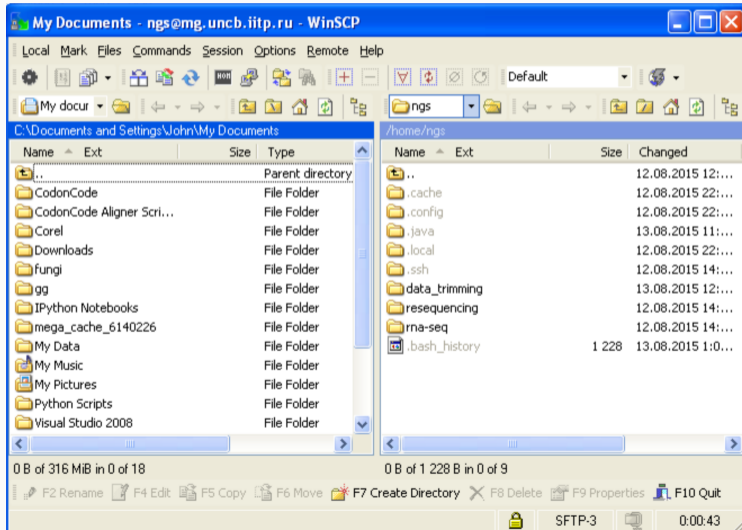 My Documents - ngs@mg.uncb.iitp.ru - WinSCP
Local Mark Files Commands Session Options Remote Help
Default
My docur
ngs
C:\Documents and Settings\John\My Documents
/home/ngs
Name Ext Size Type
Name Ext Size Changed
.. Parent directory
.. 12.08.2015 12:...
CodonCode File Folder
.cache 12.08.2015 22:...
CodonCode Aligner Scri... File Folder
.config 12.08.2015 22:...
Corel File Folder
.java 13.08.2015 11:...
Downloads File Folder
.local 12.08.2015 22:...
fungi File Folder
.ssh 12.08.2015 14:...
gg File Folder
data_trimming 13.08.2015 12:...
IPython Notebooks File Folder
resequencing 12.08.2015 14:...
mega_cache_6140226 File Folder
rna-seq 12.08.2015 14:...
My Data File Folder
.bash_history 1 228 13.08.2015 1:0...
My Music File Folder
My Pictures File Folder
Python Scripts File Folder
Visual Studio 2008 File Folder
0 B of 316 MiB in 0 of 18
0 B of 1 228 B in 0 of 9
F2 Rename F4 Edit F5 Copy F6 Move F7 Create Directory F8 Delete F9 Properties F10 Quit
SFTP-3 0:00:43